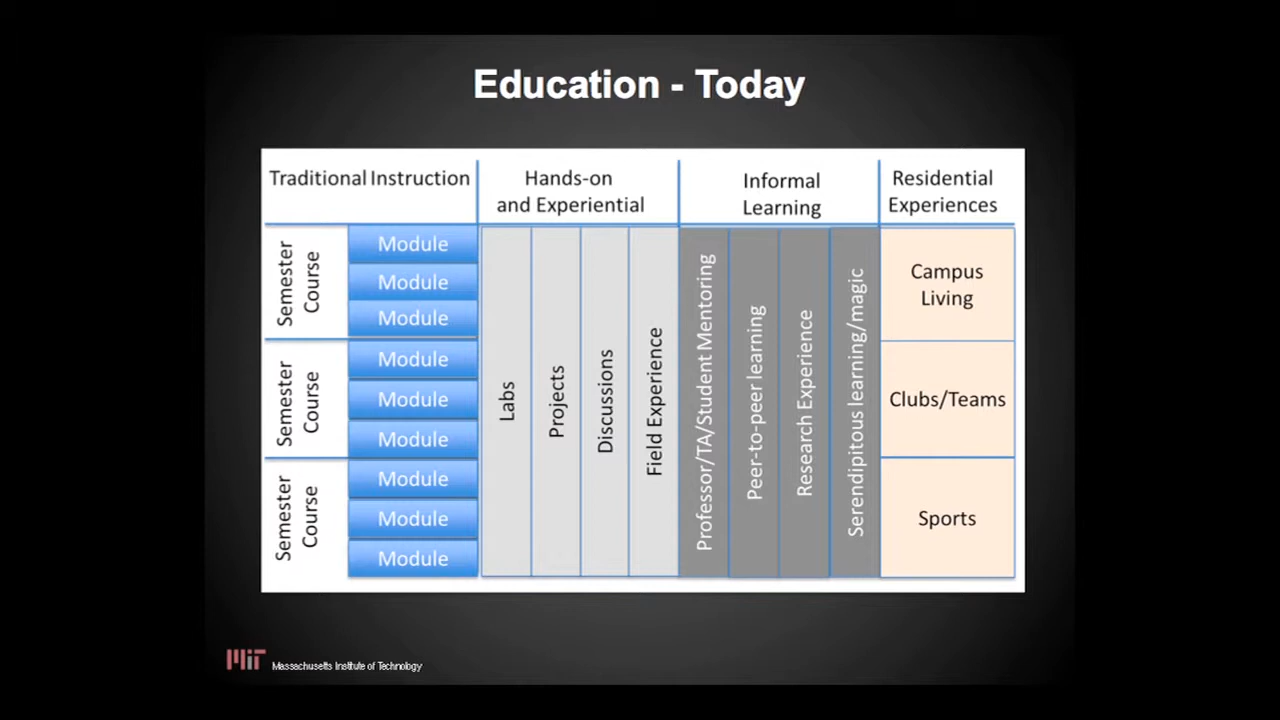 Education - Today
Traditional Instruction
Hands-on
and Experiential
Informal
Learning
Residential
Experiences
Semester
Course
Module
Module
Module
Semester
Course
Module
Module
Module
Semester
Course
Module
Module
Module
Labs
Projects
Discussions
Field Experience
Professor/TA/Student Mentoring
Peer-to-peer learning
Research Experience
Serendipitous learning/magic
Campus
Living
Clubs/Teams
Sports
MIT Massachusetts Institute of Technology